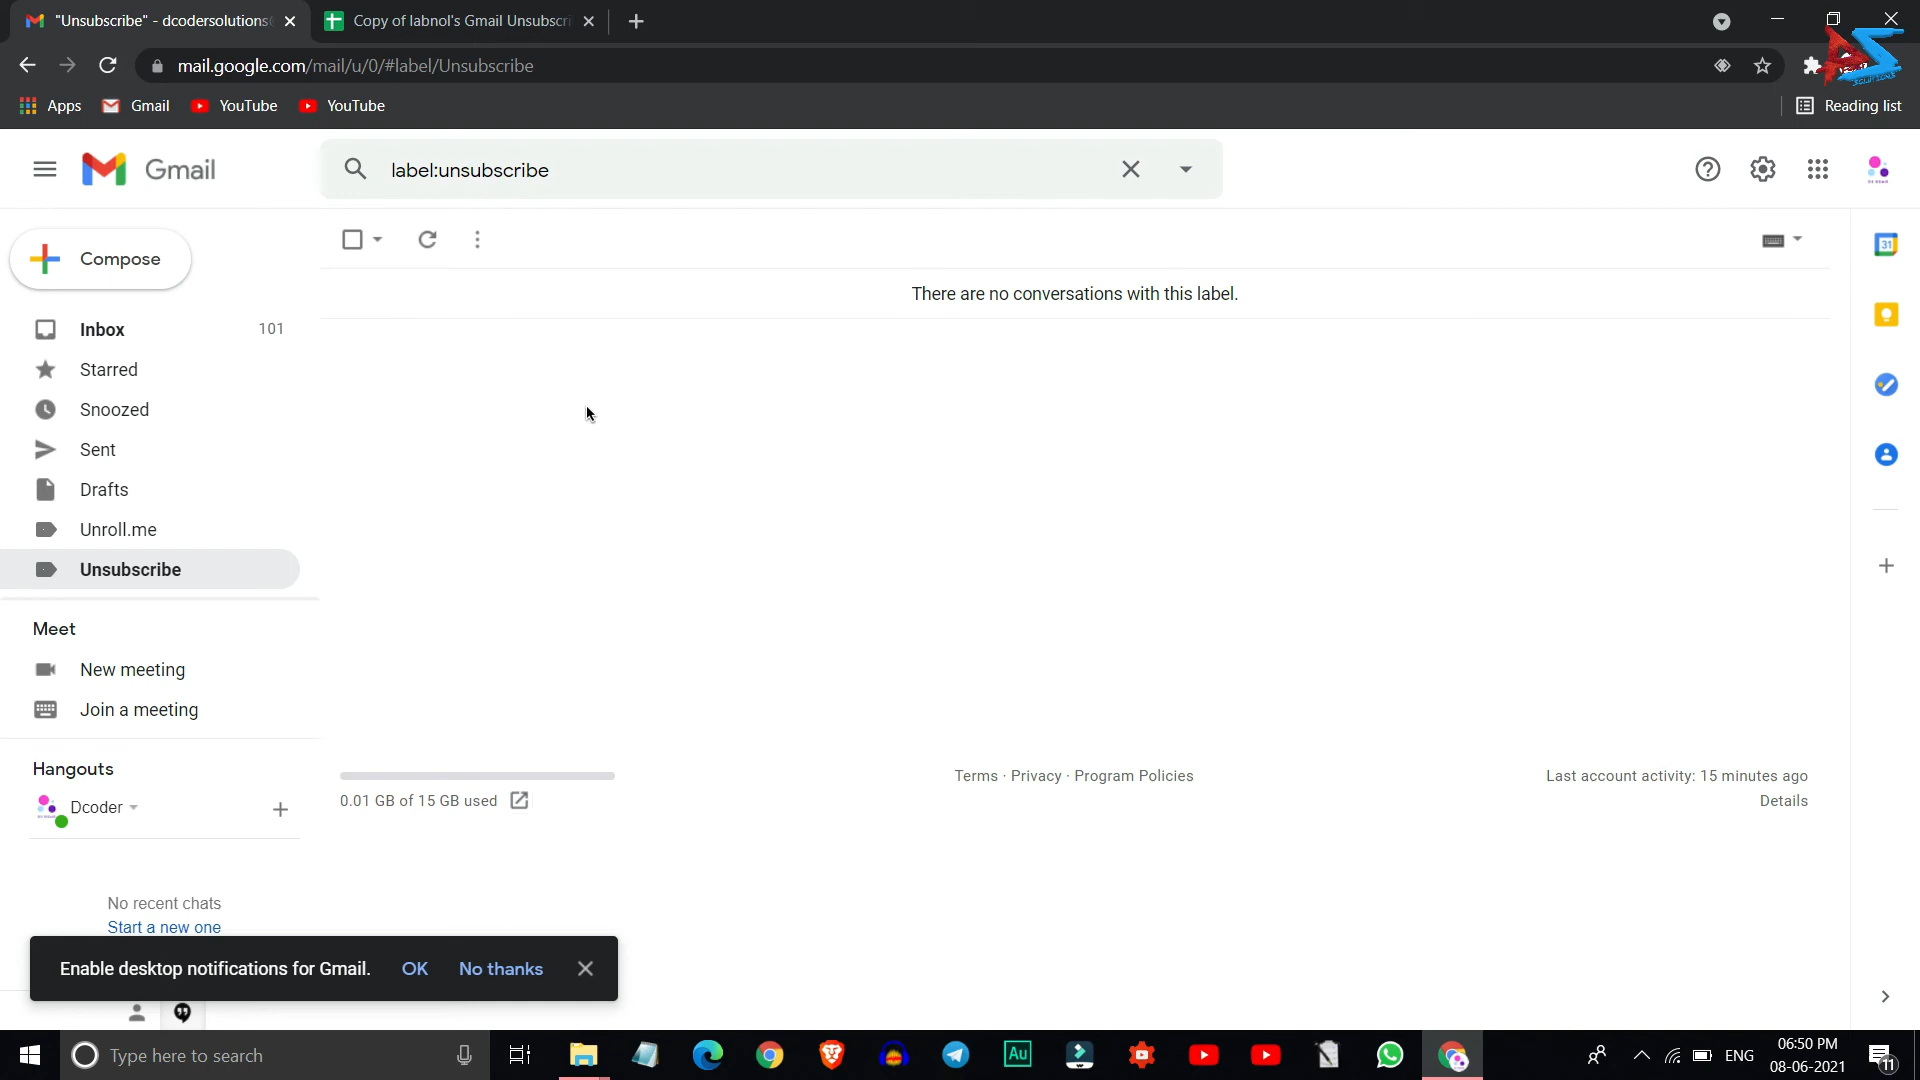 "Unsubscribe" - dcodersolutions
Copy of labnol's Gmail Unsubscri
mail.google.com/mail/u/0/#label/Unsubscribe
Apps
Gmail
YouTube
YouTube
Reading list
Gmail
label:unsubscribe
Compose
There are no conversations with this label.
Inbox
101
Starred
Snoozed
Sent
Drafts
Unroll.me
Unsubscribe
31
Meet
New meeting
Join a meeting
Hangouts
Dcoder
0.01 GB of 15 GB used
Terms · Privacy · Program Policies
Last account activity: 15 minutes ago
Details
No recent chats
Start a new one
Enable desktop notifications for Gmail.
OK
No thanks
Type here to search
Au
ENG
06:50 PM
08-06-2021
11